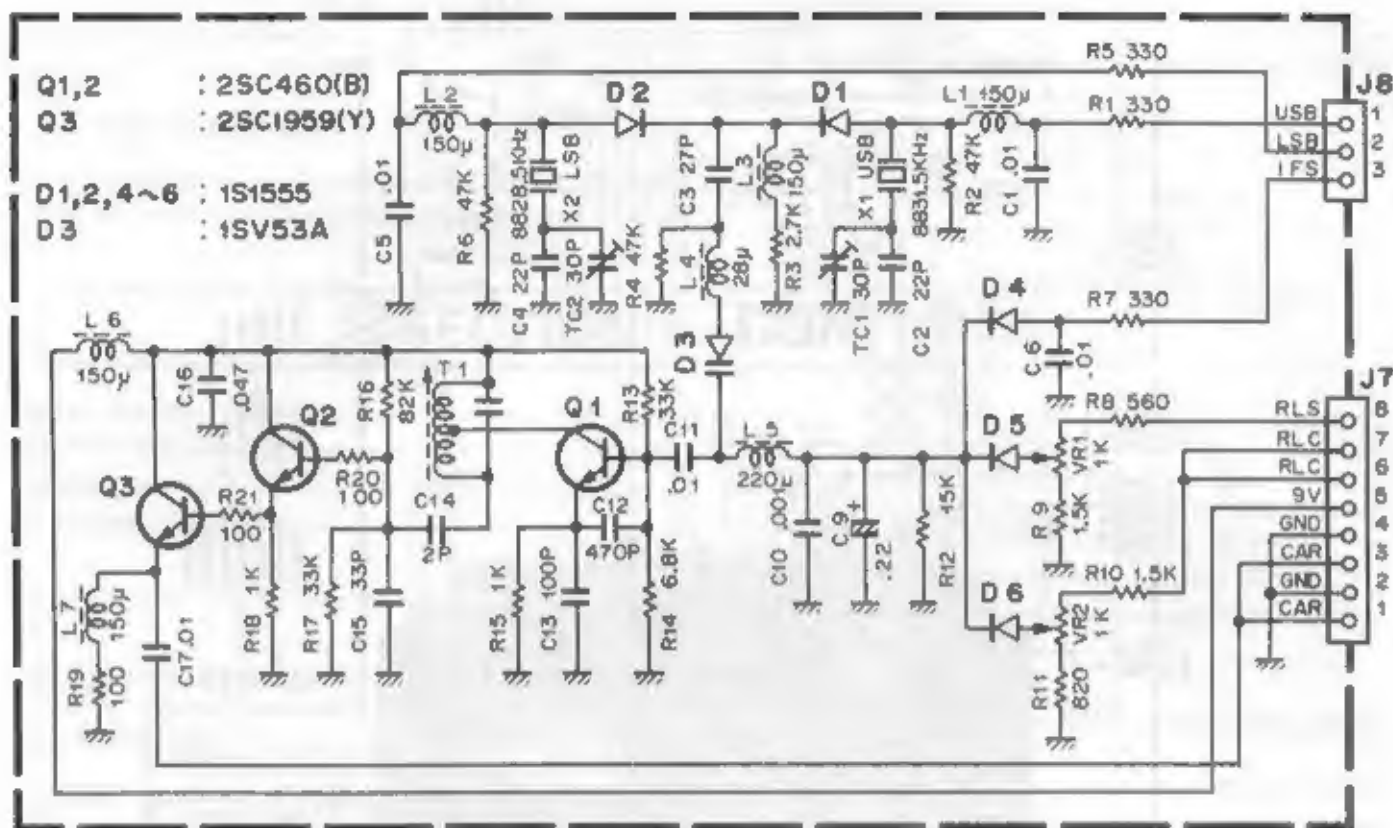 Q1,2 : 2SC460(B)
Q3 : 2SC1959(Y)
D1,2,4~6 : 1S1555
D3 : 1SV53A
R5 330
J8
L2
150μ
D2
D1
L1 150μ
R1 330
USB 1
LSB 2
IFS 3
C5 .01
R6 47K
8828.5KHz
X2 LSB
C4 22P
TC2 30P
R4 47K
C3 27P
L4
28μ
L3
150μ
R3 2.7K
TC1 30P
X1 USB
8831.5KHz
C2 22P
R2 47K
C1 .01
D4
R7 330
C6
.01
D3
L6
150μ
C16
.047
Q2
R16
82K
T1
Q1
R13
33K
C11
.01
L5
220μ
D5
R8 560
VR1
1K
R9
1.5K
J7
RLS 8
RLC 7
RLC 6
9V 5
GND 4
CAR 3
GND 2
CAR 1
Q3
R21
100
R20
100
C14
2P
C12
470P
C10 .001
C9 +
.22
R12 15K
D6
R10 1.5K
VR2
1K
R11
820
L7
150μ
R19
100
C17 .01
R18 1K
R17 33K
C15 33P
R15 1K
C13 100P
R14 6.8K